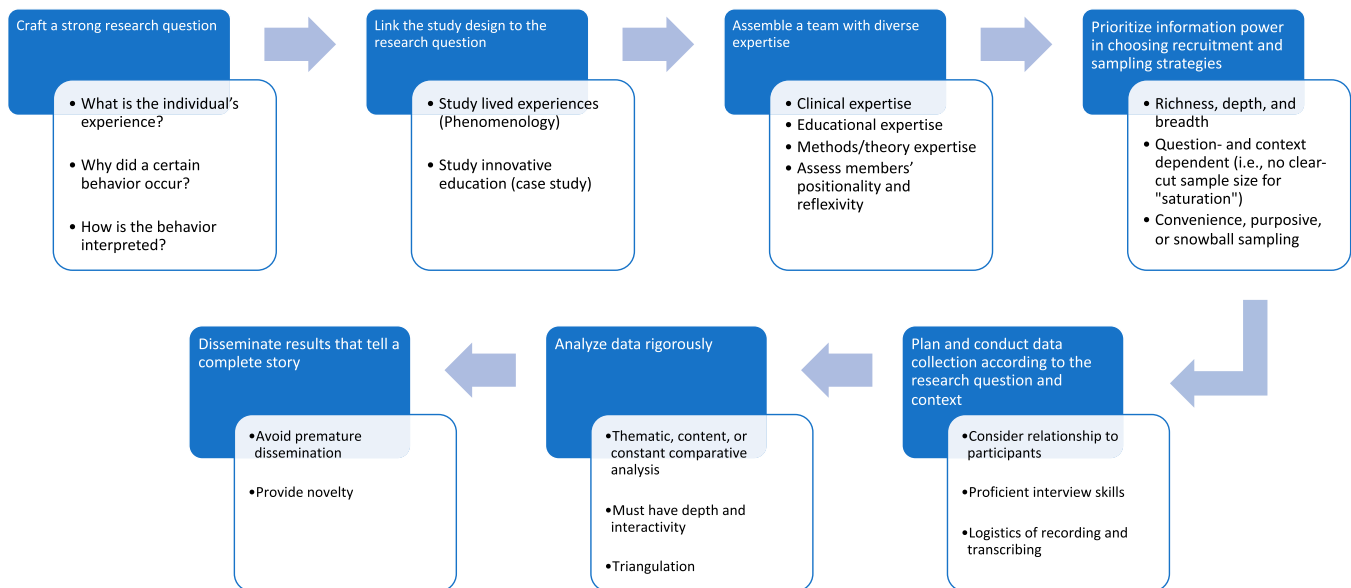 Craft a strong research question
• What is the individual's
experience?
• Why did a certain
behavior occur?
• How is the behavior
interpreted?
Link the study design to the
research question
• Study lived experiences
(Phenomenology)
• Study innovative
education (case study)
Assemble a team with diverse
expertise
• Clinical expertise
• Educational expertise
• Methods/theory expertise
• Assess members'
positionality and
reflexivity
Prioritize information power
in choosing recruitment and
sampling strategies
• Richness, depth, and
breadth
• Question- and context
dependent (i.e., no clear-
cut sample size for
"saturation")
• Convenience, purposive,
or snowball sampling
Plan and conduct data
collection according to the
research question and
context
•Consider relationship to
participants
•Proficient interview skills
•Logistics of recording and
transcribing
Analyze data rigorously
•Thematic, content, or
constant comparative
analysis
•Must have depth and
interactivity
•Triangulation
Disseminate results that tell a
complete story
•Avoid premature
dissemination
•Provide novelty